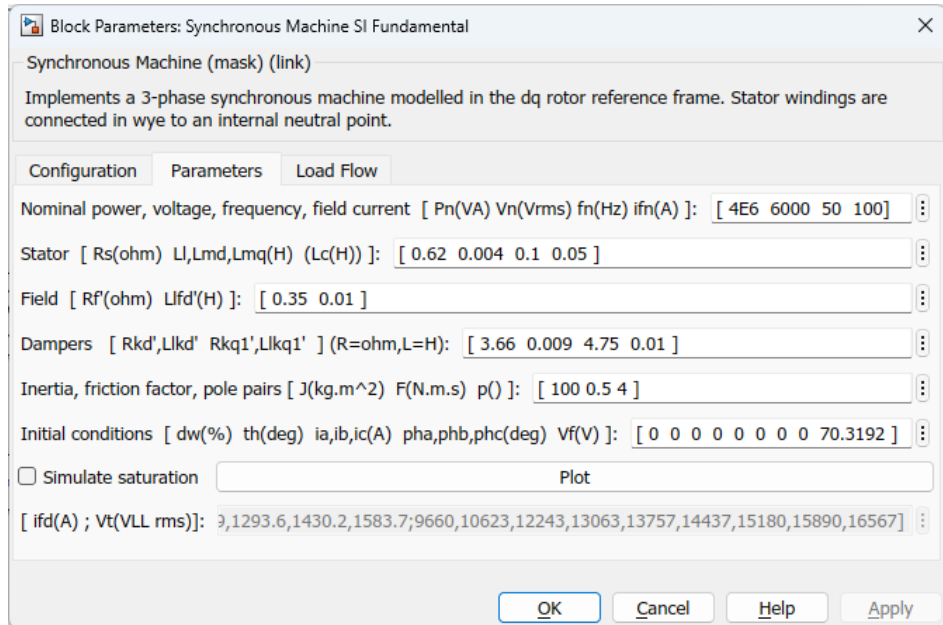 Block Parameters: Synchronous Machine SI Fundamental
Synchronous Machine (mask) (link)
Implements a 3-phase synchronous machine modelled in the dq rotor reference frame. Stator windings are
connected in wye to an internal neutral point.
Configuration Parameters Load Flow
Nominal power, voltage, frequency, field current [ Pn(VA) Vn(Vrms) fn(Hz) ifn(A) ]: [ 4E6 6000 50 100]
Stator [ Rs(ohm) Ll,Lmd,Lmq(H) (Lc(H)) ]: [ 0.62 0.004 0.1 0.05 ]
Field [ Rf'(ohm) Llfd'(H) ]: [ 0.35 0.01 ]
Dampers [ Rkd',Llkd' Rkq1',Llkq1' ] (R=ohm,L=H): [ 3.66 0.009 4.75 0.01 ]
Inertia, friction factor, pole pairs [ J(kg.m^2) F(N.m.s) p() ]: [ 100 0.5 4 ]
Initial conditions [ dw(%) th(deg) ia,ib,ic(A) pha,phb,phc(deg) Vf(V) ]: [ 0 0 0 0 0 0 0 0 70.3192 ]
Simulate saturation Plot
[ ifd(A) ; Vt(VLL rms)]: 9,1293.6,1430.2,1583.7;9660,10623,12243,13063,13757,14437,15180,15890,16567]
OK Cancel Help Apply